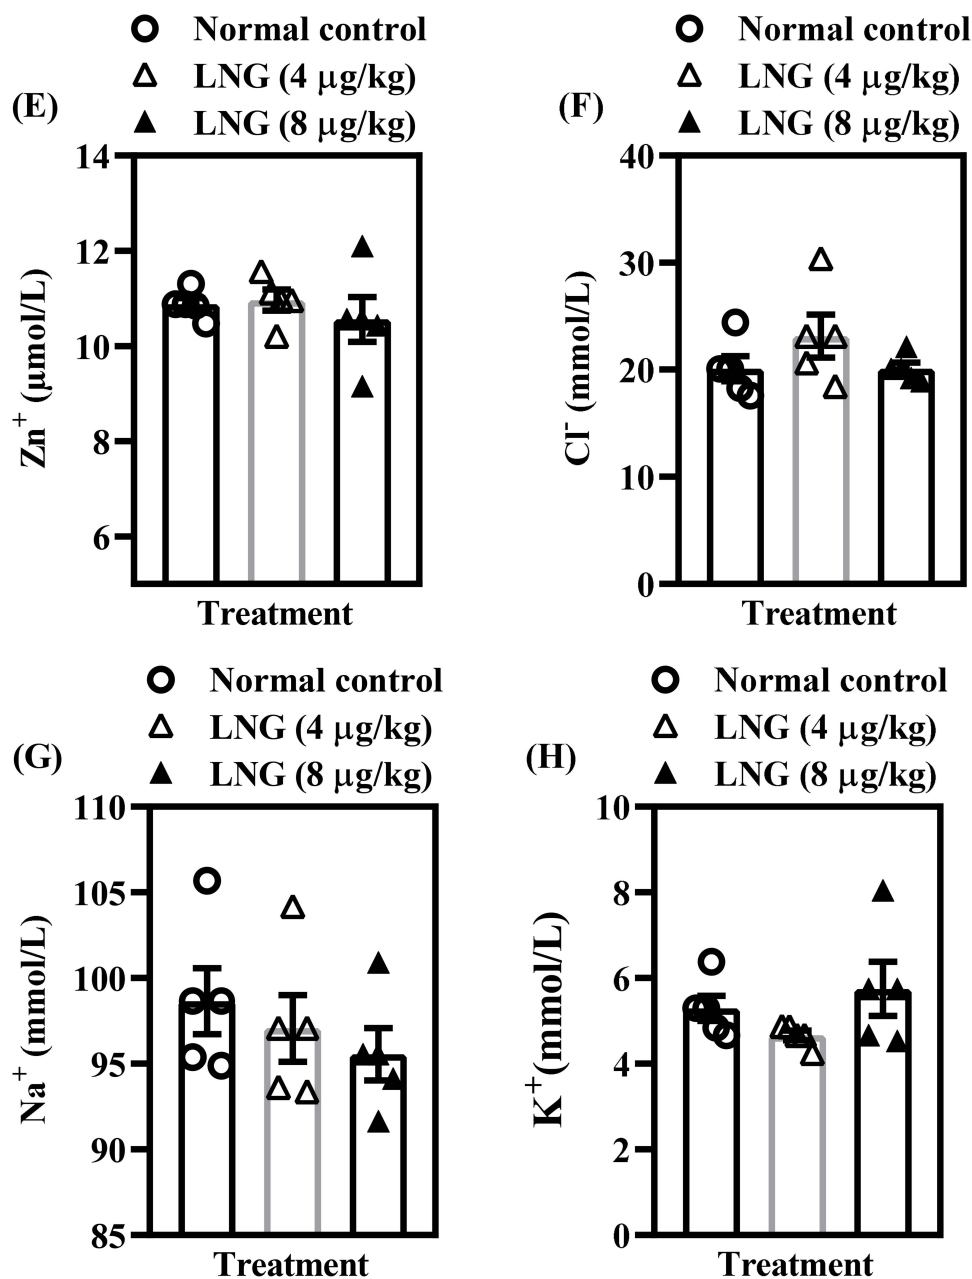 Normal control
LNG (4 µg/kg)
LNG (8 µg/kg)
(E)
14
12
10
8
6
Zn+ (µmol/L)
Treatment
Normal control
LNG (4 µg/kg)
LNG (8 µg/kg)
(F)
40
30
20
10
0
Cl- (mmol/L)
Treatment
Normal control
LNG (4 µg/kg)
LNG (8 µg/kg)
(G)
110
105
100
95
90
85
Na+ (mmol/L)
Treatment
Normal control
LNG (4 µg/kg)
LNG (8 µg/kg)
(H)
10
8
6
4
2
0
K+(mmol/L)
Treatment